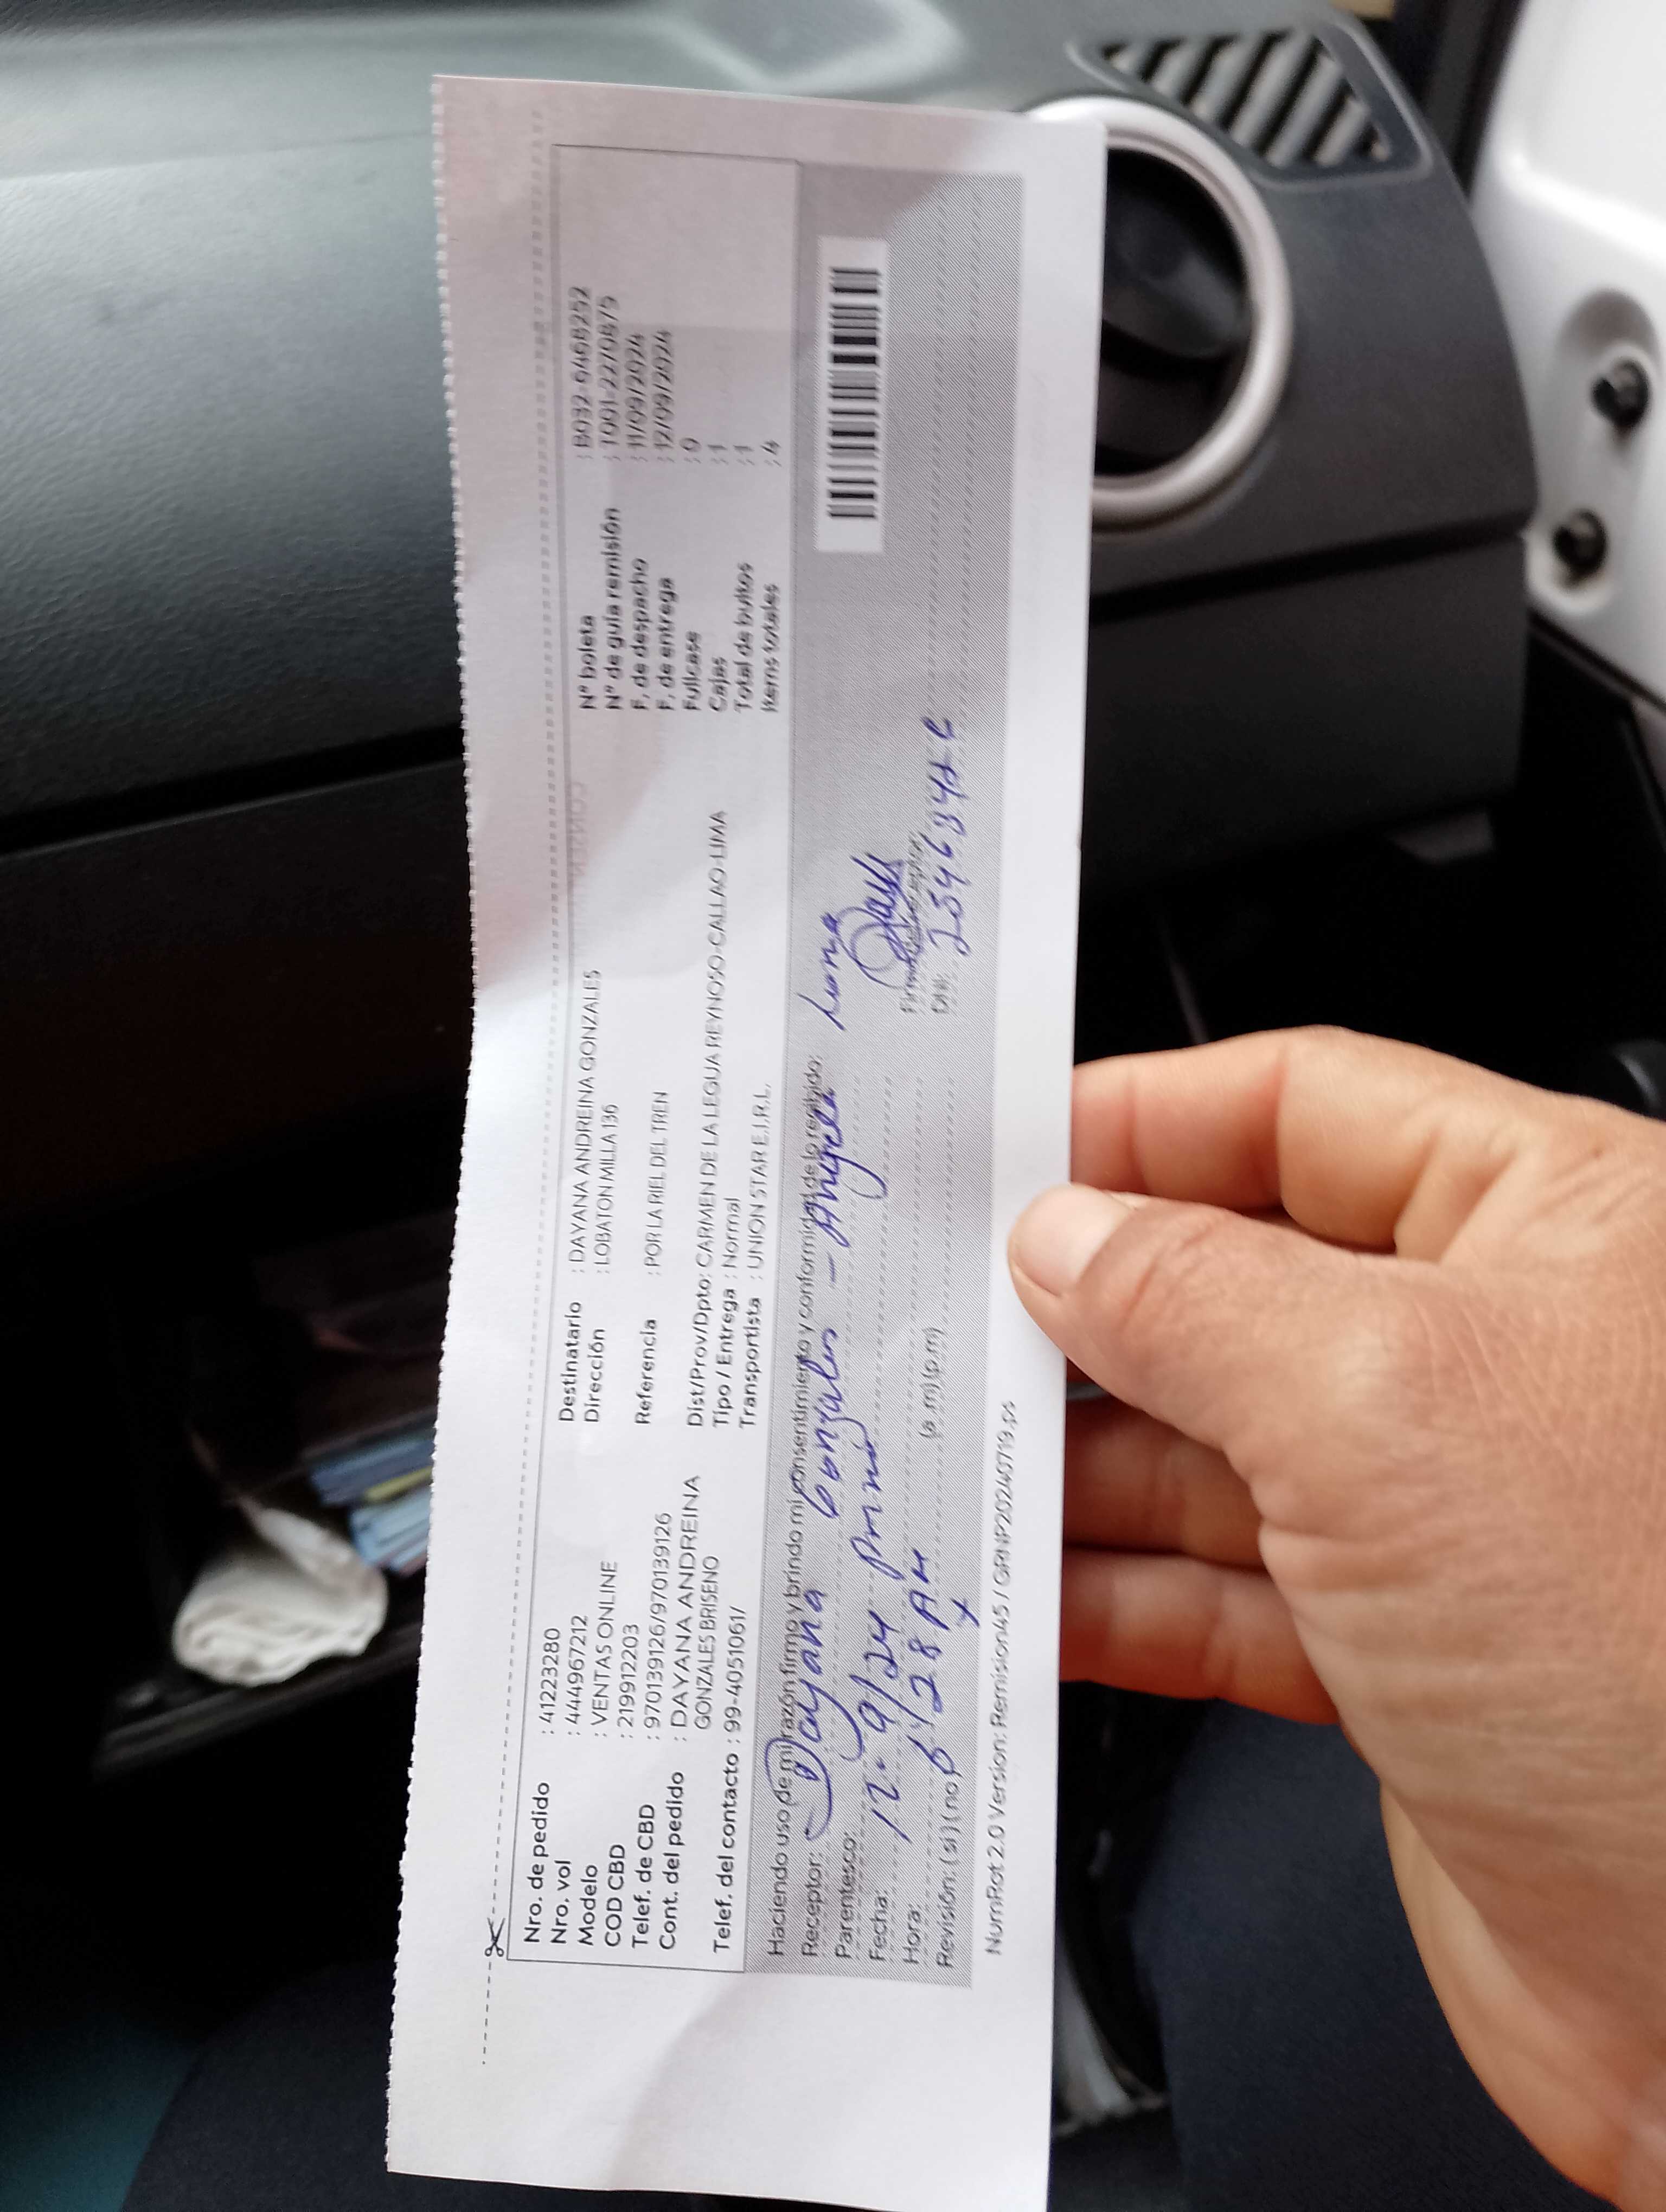 Nro. de pedido : 41223280
Nro. vol : 444967212
Modelo : VENTAS ONLINE
COD CBD : 219912203
Telef. de CBD : 970139126/970139126
Cont. del pedido : DAYANA ANDREINA
GONZALES BRISENO
Telef. del contacto : 99-4051061/
Destinatario : DAYANA ANDREINA GONZALES
Dirección : LOBATON MILLA 136
Referencia : POR LA RIEL DEL TREN
Dist/Prov/Dpto: CARMEN DE LA LEGUA REYNOSO-CALLAO-LIMA
Tipo / Entrega : Normal
Transportista : UNION STAR E.I.R.L.
Nº boleta : B032-6468252
Nº de guía remisión : T001-2270875
F. de despacho : 11/09/2024
F. de entrega : 12/09/2024
Fullcase : 0
Cajas : 1
Total de bultos : 1
Items totales : 4
Haciendo uso de mi razón firmo y brindo mi consentimiento y conformidad de lo recibido:
Receptor: Dayana Gonzales - Angela Luna
Parentesco: prima
Fecha: 12-9/24
Hora: 6/28 AM (a.m) (p.m)
Revisión: (si) (no) x
DNI:
NumRot 2.0 Version: Remision45 / GRNP20240719.ps